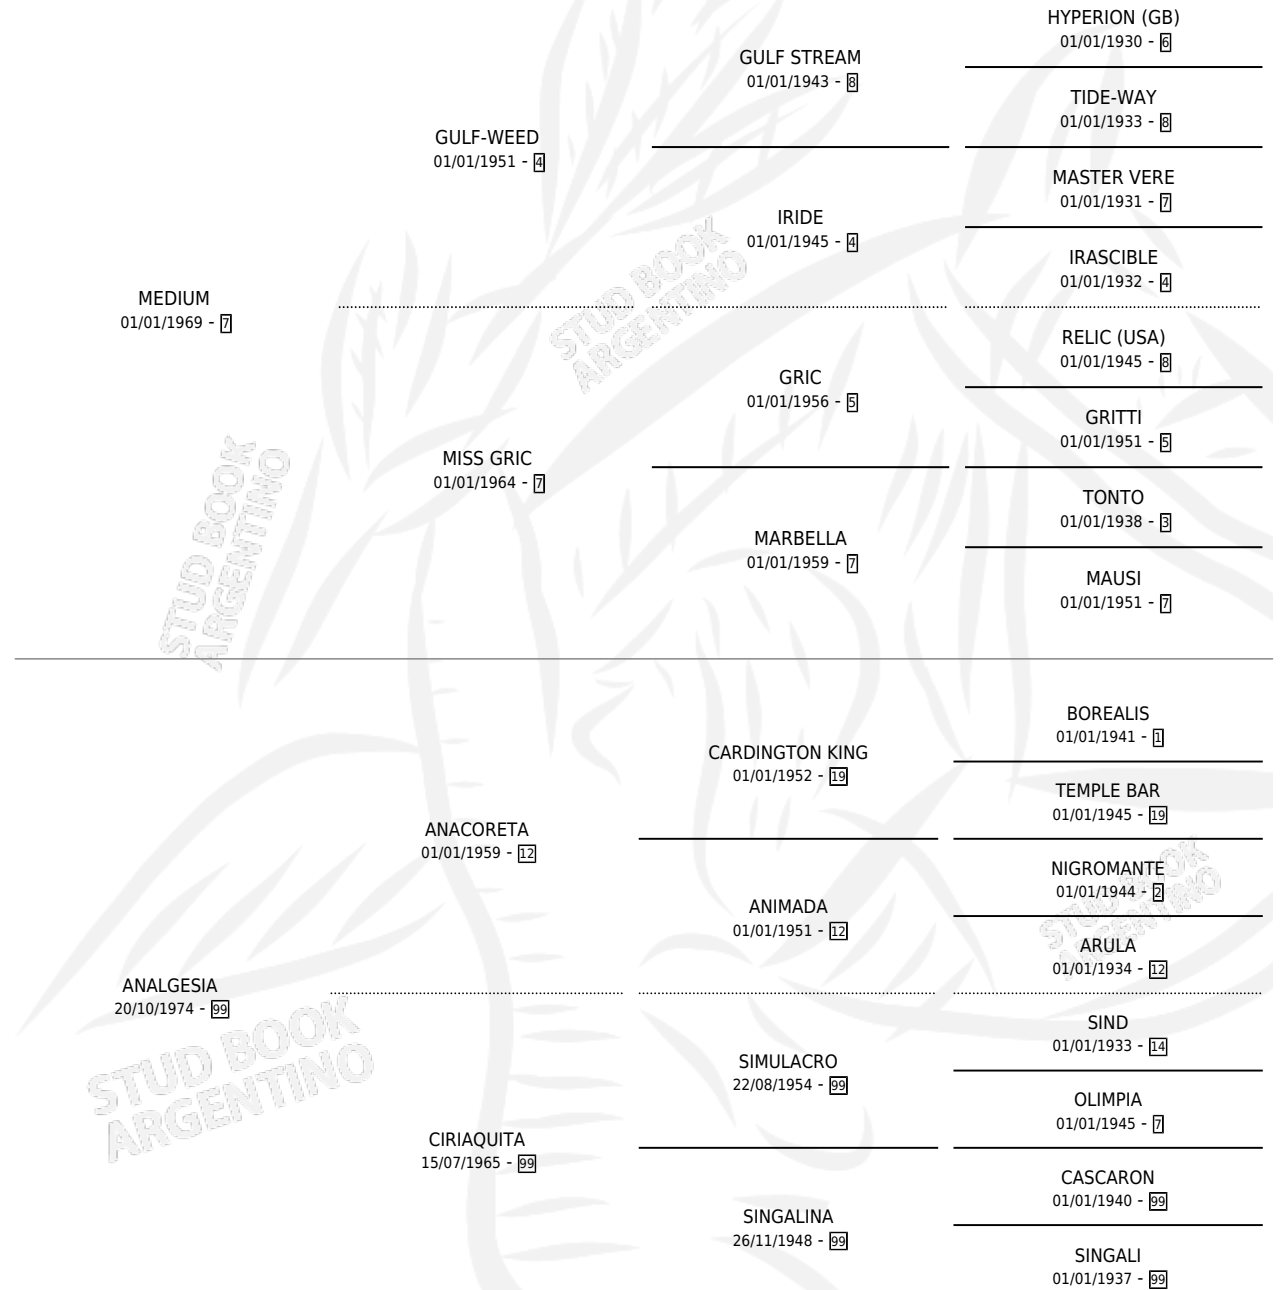 HYPERION (GB)
01/01/1930 - 6
GULF STREAM
01/01/1943 - 8
TIDE-WAY
01/01/1933 - 8
GULF-WEED
01/01/1951 - 4
MASTER VERE
01/01/1931 - 7
IRIDE
01/01/1945 - 4
IRASCIBLE
01/01/1932 - 4
MEDIUM
01/01/1969 - 7
RELIC (USA)
01/01/1945 - 8
GRIC
01/01/1956 - 5
GRITTI
01/01/1951 - 5
MISS GRIC
01/01/1964 - 7
TONTO
01/01/1938 - 3
MARBELLA
01/01/1959 - 7
MAUSI
01/01/1951 - 7
STUD BOOK
ARGENTINO
STUD BOOK
ARGENTINO
BOREALIS
01/01/1941 - 1
CARDINGTON KING
01/01/1952 - 19
TEMPLE BAR
01/01/1945 - 19
ANACORETA
01/01/1959 - 12
NIGROMANTE
01/01/1944 - 2
ANIMADA
01/01/1951 - 12
ARULA
01/01/1934 - 12
ANALGESIA
20/10/1974 - 99
SIND
01/01/1933 - 14
SIMULACRO
22/08/1954 - 99
OLIMPIA
01/01/1945 - 7
CIRIAQUITA
15/07/1965 - 99
CASCARON
01/01/1940 - 99
SINGALINA
26/11/1948 - 99
SINGALI
01/01/1937 - 99
STUD BOOK
ARGENTINO
STUD BOOK
ARGENTINO